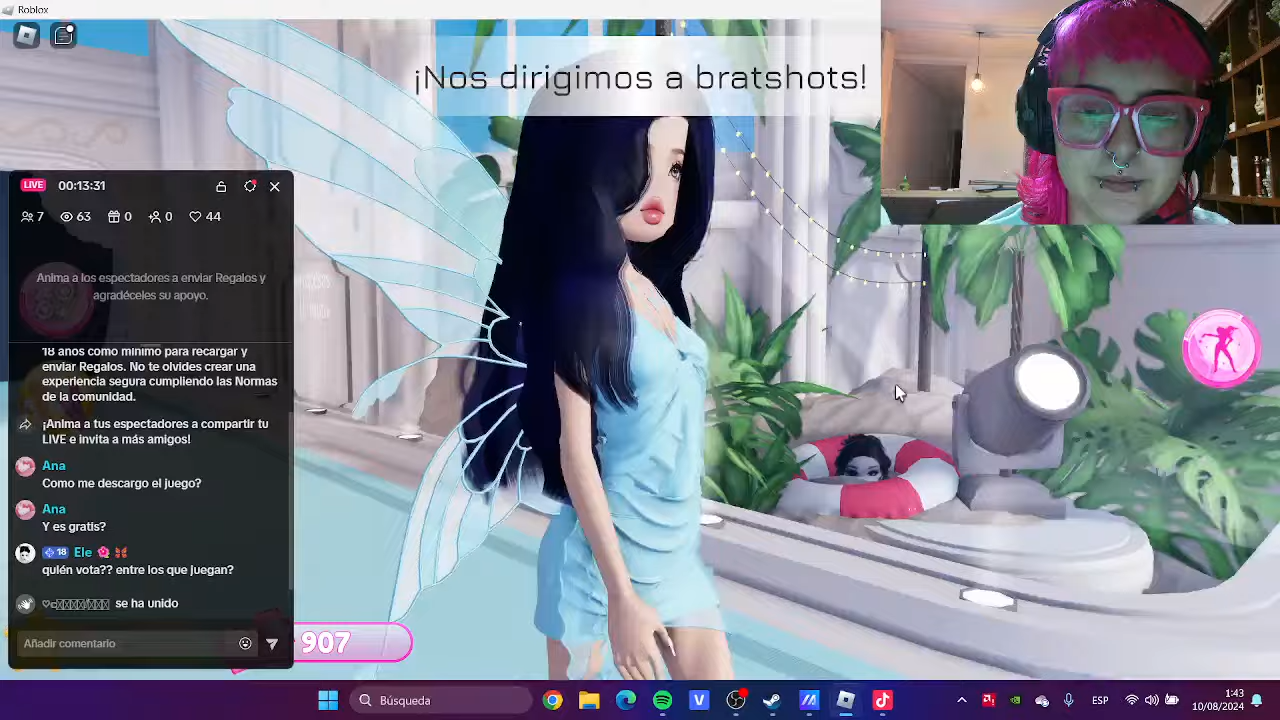 Roblox
¡Nos dirigimos a bratshots!
LIVE 00:13:31
7 63 0 0 44
Anima a los espectadores a enviar Regalos y
agradéceles su apoyo.
18 años como mínimo para recargar y
enviar Regalos. No te olvides crear una
experiencia segura cumpliendo las Normas
de la comunidad.
¡Anima a tus espectadores a compartir tu
LIVE e invita a más amigos!
Ana
Como me descargo el juego?
Ana
Y es gratis?
18 Ele
quién vota?? entre los que juegan?
se ha unido
Añadir comentario
907
Búsqueda
ESP
1:43
10/08/2024